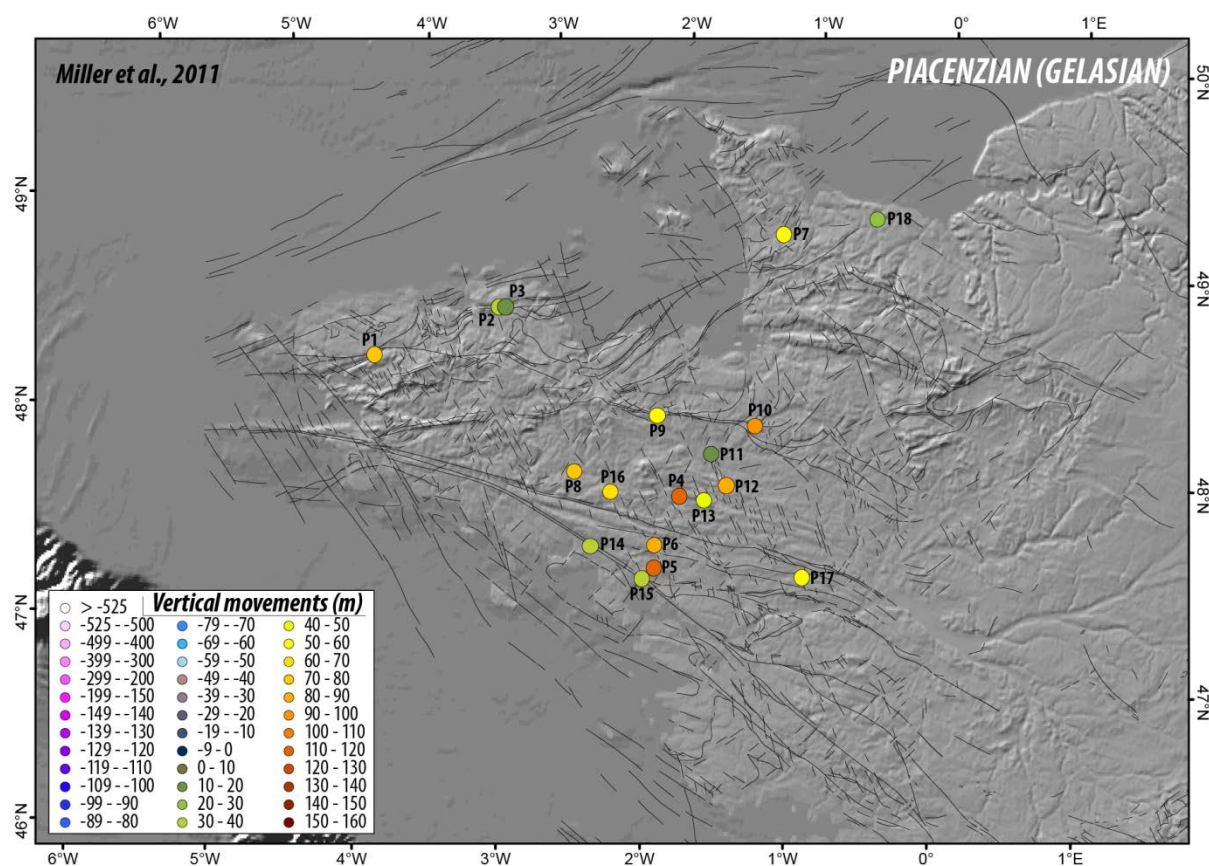 6°W 5°W 4°W 3°W 2°W 1°W 0° 1°E
Miller et al., 2011
PIACENZIAN (GELASIAN)
50°N
49°N
49°N
48°N
48°N
47°N
47°N
46°N
P7
P18
P3
P2
P1
P10
P9
P11
P8
P16
P4
P12
P13
P14
P6
P5
P15
P17
Vertical movements (m)
> -525
-525 - -500
-499 - -400
-399 - -300
-299 - -200
-199 - -150
-149 - -140
-139 - -130
-129 - -120
-119 - -110
-109 - -100
-99 - -90
-89 - -80
-79 - -70
-69 - -60
-59 - -50
-49 - -40
-39 - -30
-29 - -20
-19 - -10
-9 - 0
0 - 10
10 - 20
20 - 30
30 - 40
40 - 50
50 - 60
60 - 70
70 - 80
80 - 90
90 - 100
100 - 110
110 - 120
120 - 130
130 - 140
140 - 150
150 - 160
6°W 5°W 4°W 3°W 2°W 1°W 0° 1°E